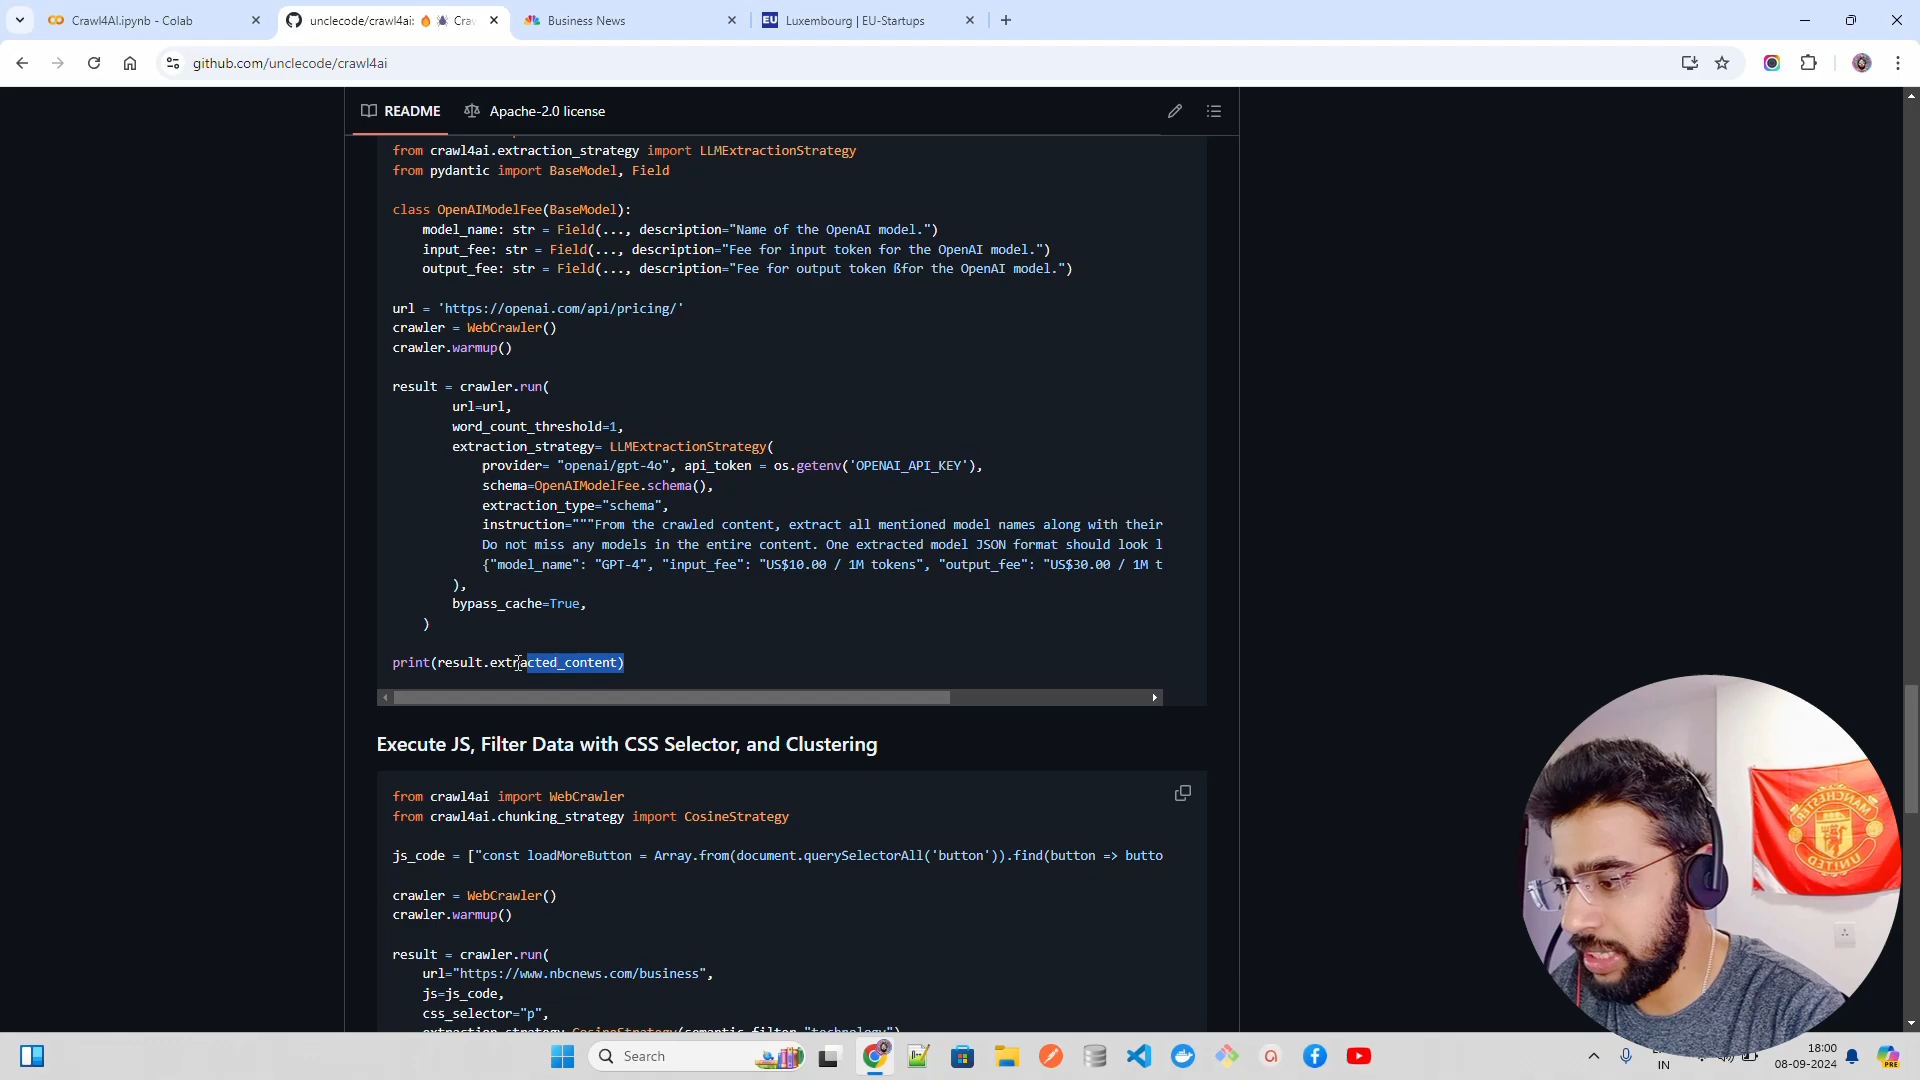 Crawl4AI.ipynb - Colab
unclecode/crawl4ai: 🔥 🕷 Cra
Business News
EU Luxembourg | EU-Startups
github.com/unclecode/crawl4ai
README
Apache-2.0 license
from crawl4ai.extraction_strategy import LLMExtractionStrategy
from pydantic import BaseModel, Field
class OpenAIModelFee(BaseModel):
model_name: str = Field(..., description="Name of the OpenAI model.")
input_fee: str = Field(..., description="Fee for input token for the OpenAI model.")
output_fee: str = Field(..., description="Fee for output token ßfor the OpenAI model.")
url = 'https://openai.com/api/pricing/'
crawler = WebCrawler()
crawler.warmup()
result = crawler.run(
url=url,
word_count_threshold=1,
extraction_strategy= LLMExtractionStrategy(
provider= "openai/gpt-4o", api_token = os.getenv('OPENAI_API_KEY'),
schema=OpenAIModelFee.schema(),
extraction_type="schema",
instruction="""From the crawled content, extract all mentioned model names along with their
Do not miss any models in the entire content. One extracted model JSON format should look l
{"model_name": "GPT-4", "input_fee": "US$10.00 / 1M tokens", "output_fee": "US$30.00 / 1M t
),
bypass_cache=True,
)
print(result.extracted_content)
Execute JS, Filter Data with CSS Selector, and Clustering
from crawl4ai import WebCrawler
from crawl4ai.chunking_strategy import CosineStrategy
js_code = ["const loadMoreButton = Array.from(document.querySelectorAll('button')).find(button => butto
crawler = WebCrawler()
crawler.warmup()
result = crawler.run(
url="https://www.nbcnews.com/business",
js=js_code,
css_selector="p",
extraction_strategy=CosineStrategy(semantic_filter="technology")
MANCHESTER
UNITED
Search
IN
18:00
08-09-2024
PRE